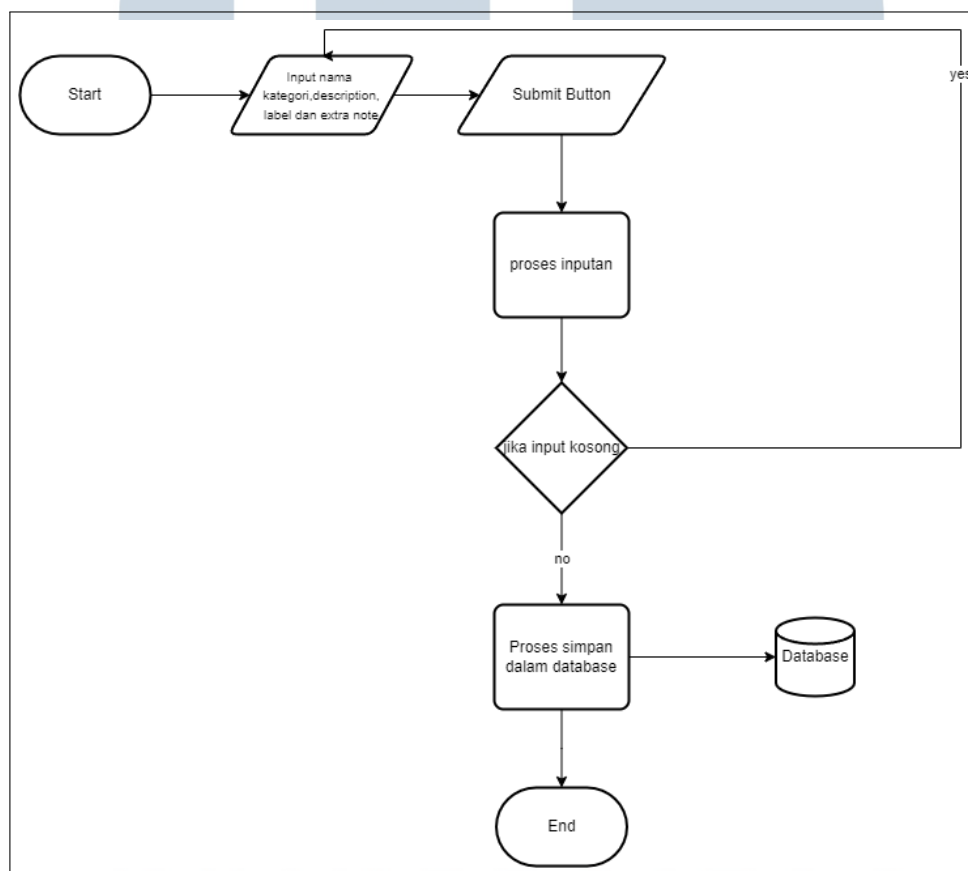 Start
Input nama
kategori,description,
label dan extra note
Submit Button
yes
proses inputan
jika input kosong
no
Proses simpan
dalam database
Database
End